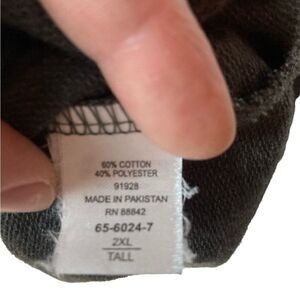 60% COTTON
40% POLYESTER
91928
MADE IN PAKISTAN
RN 88842
65-6024-7
2XL
TALL